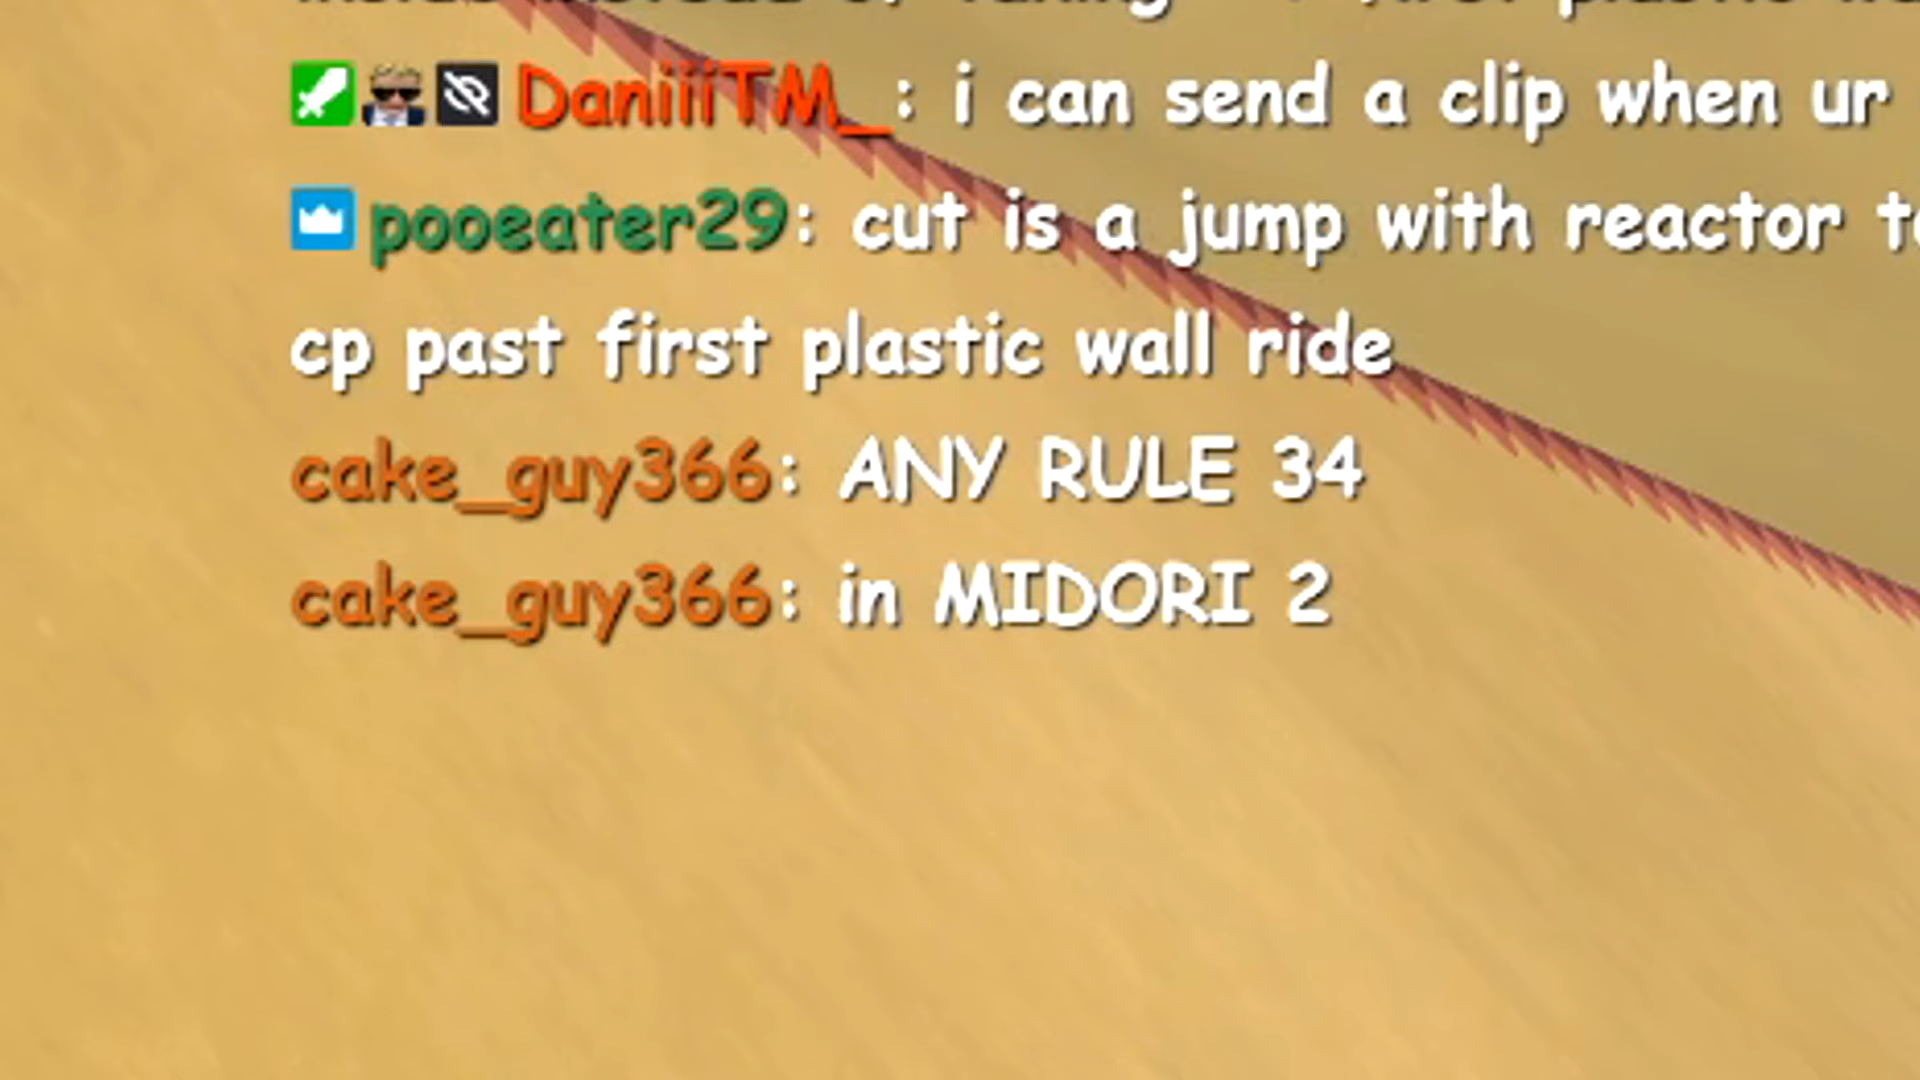 DaniiiTM_: i can send a clip when ur
pooeater29: cut is a jump with reactor
cp past first plastic wall ride
cake_guy366: ANY RULE 34
cake_guy366: in MIDORI 2